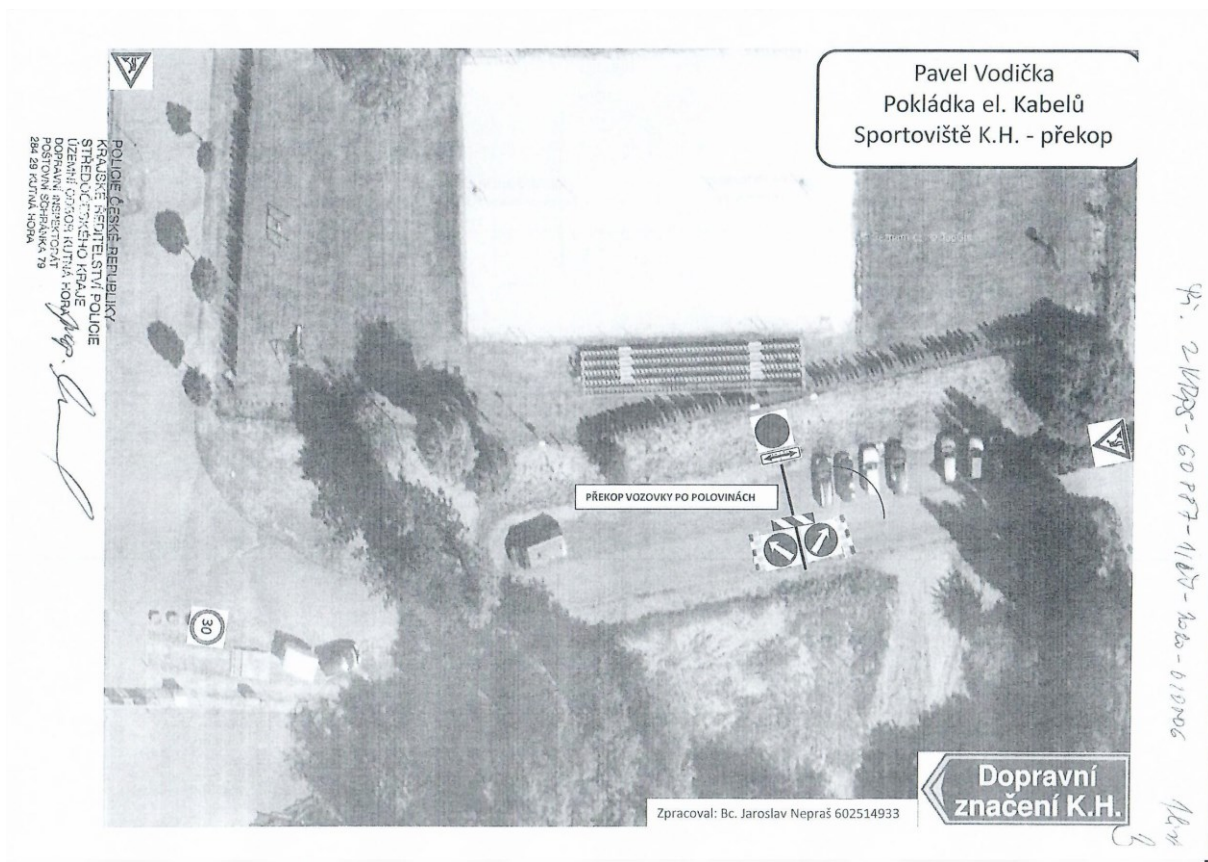 Pavel Vodička
Pokládka el. Kabelů
Sportoviště K.H. - překop
POLICIE ČESKÉ REPUBLIKY
KRAJSKÉ ŘEDITELSTVÍ POLICIE
STŘEDOČESKÉHO KRAJE
ÚZEMNÍ ODBOR KUTNÁ HORA
DOPRAVNÍ INSPEKTORÁT
POŠTOVNÍ SCHRÁNKA 79
284 29 KUTNÁ HORA
PŘEKOP VOZOVKY PO POLOVINÁCH
30
Dopravní
značení K.H.
Zpracoval: Bc. Jaroslav Nepraš 602514933